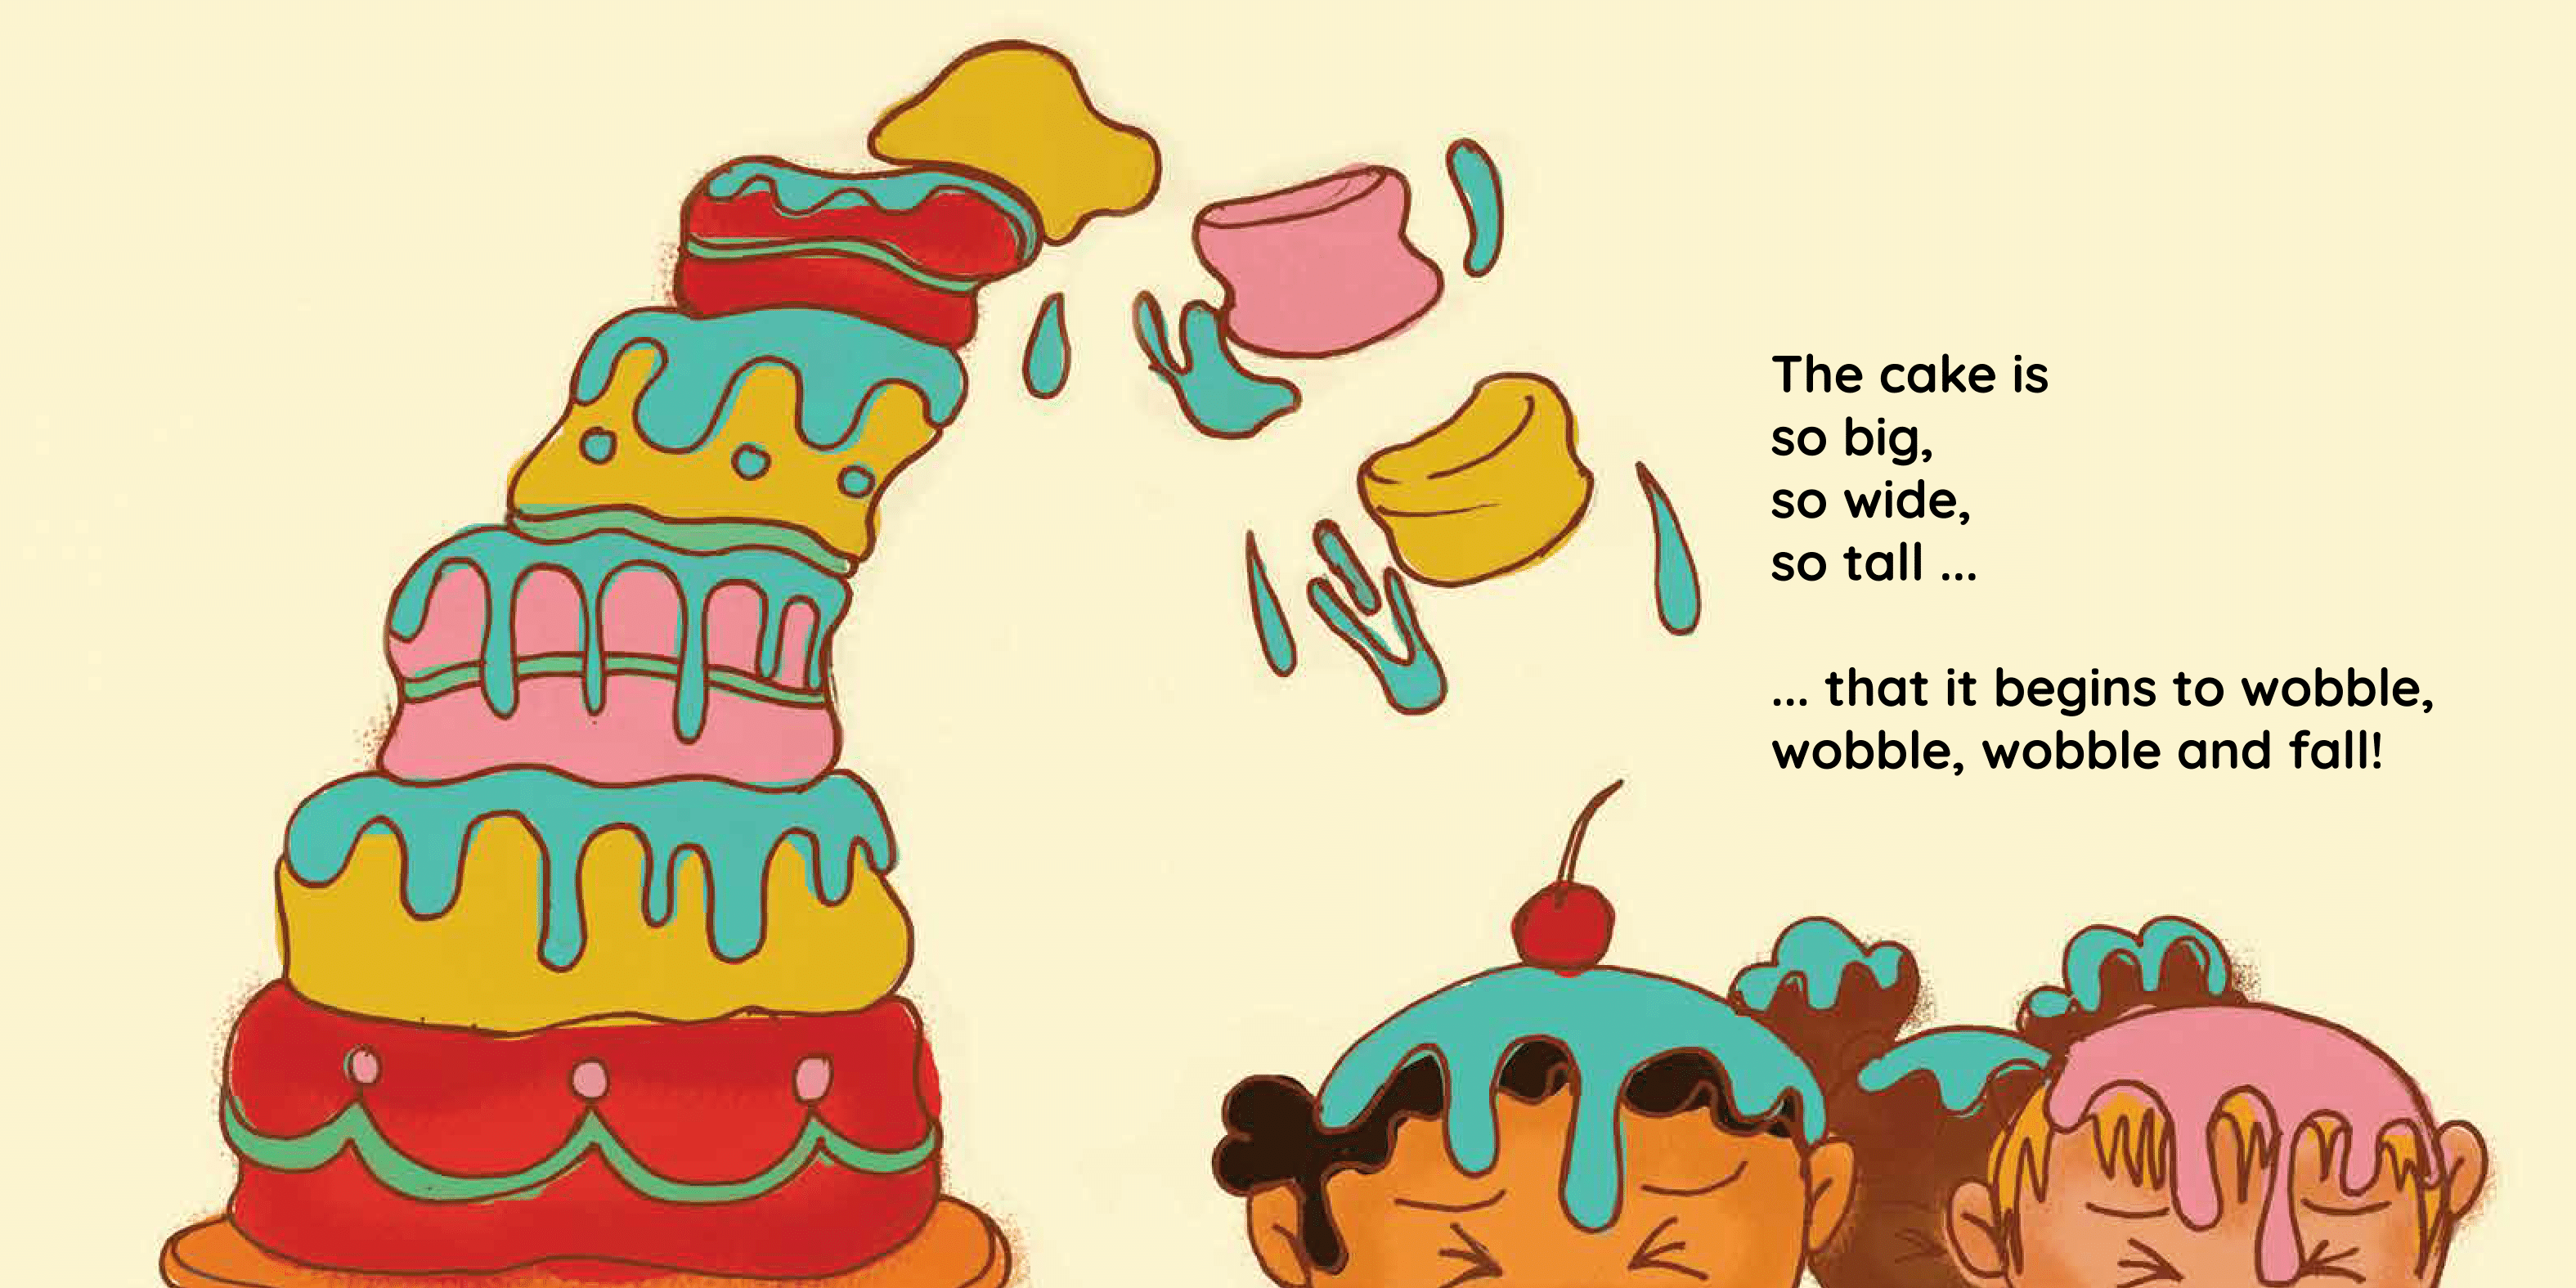 The cake is
so big,
so wide,
so tall ...
... that it begins to wobble,
wobble, wobble and fall!